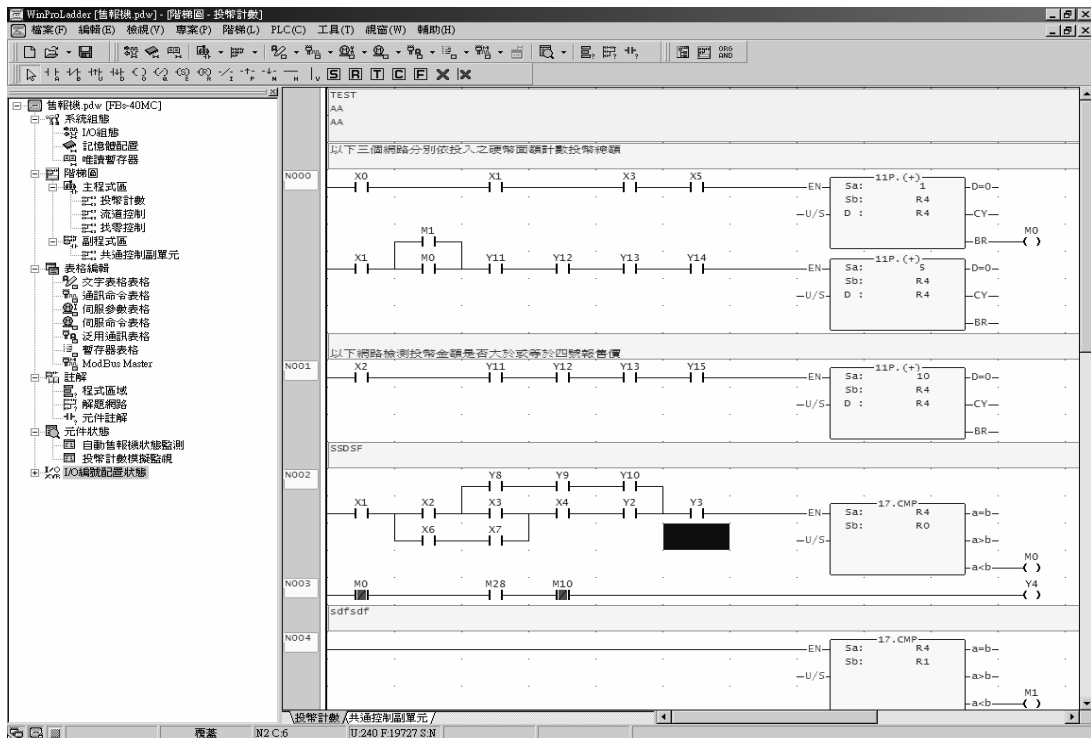 WinProLadder [售報機.pdw] - [階梯圖 - 投幣計數]
檔案(F) 編輯(E) 檢視(V) 專案(P) 階梯(L) PLC(C) 工具(T) 視窗(W) 輔助(H)
ORG
AND
A B U D O Q S R I P N H V S R T C F
售報機.pdw [FBs-40MC]
系統組態
I/O組態
記憶體配置
唯讀暫存器
階梯圖
主程式區
投幣計數
流道控制
找零控制
副程式區
共通控制副單元
表格編輯
文字表格表格
通訊命令表格
伺服參數表格
伺服命令表格
泛用通訊表格
暫存器表格
ModBus Master
註解
程式區域
解題網路
元件註解
元件狀態
自動售報機狀態監測
投幣計數模擬監視
I/O編號配置狀態
TEST
AA
AA
以下三個網路分別依投入之硬幣面額計數投幣總額
N000
X0 X1 X3 X5
11P.(+)
EN Sa: 1 D=0
Sb: R4
U/S D : R4 CY
BR M0
M1
X1 M0 Y11 Y12 Y13 Y14
11P.(+)
EN Sa: 5 D=0
Sb: R4
U/S D : R4 CY
BR
以下網路檢測投幣金額是否大於或等於四號報售價
N001
X2 Y11 Y12 Y13 Y15
11P.(+)
EN Sa: 10 D=0
Sb: R4
U/S D : R4 CY
BR
SSDSF
N002
Y8 Y9 Y10
X1 X2 X3 X4 Y2 Y3
X6 X7
17.CMP
EN Sa: R4 a=b
Sb: R0
U/S a>b
a<b M0
N003
M0 M28 M10 Y4
sdfsdf
N004
17.CMP
EN Sa: R4 a=b
Sb: R1
U/S a>b
a<b M1
投幣計數 共通控制副單元
覆蓋 N2 C:6 U:240 F:19727 S:N